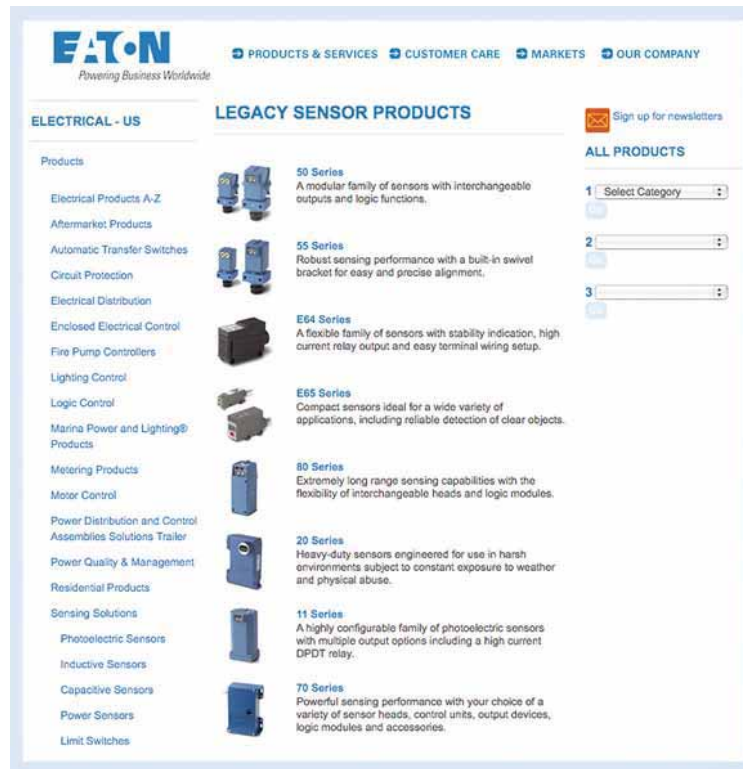 EATON
Powering Business Worldwide
PRODUCTS & SERVICES
CUSTOMER CARE
MARKETS
OUR COMPANY
ELECTRICAL - US
Products
Electrical Products A-Z
Aftermarket Products
Automatic Transfer Switches
Circuit Protection
Electrical Distribution
Enclosed Electrical Control
Fire Pump Controllers
Lighting Control
Logic Control
Marina Power and Lighting®
Products
Metering Products
Motor Control
Power Distribution and Control
Assemblies Solutions Trailer
Power Quality & Management
Residential Products
Sensing Solutions
Photoelectric Sensors
Inductive Sensors
Capacitive Sensors
Power Sensors
Limit Switches
LEGACY SENSOR PRODUCTS
50 Series
A modular family of sensors with interchangeable
outputs and logic functions.
55 Series
Robust sensing performance with a built-in swivel
bracket for easy and precise alignment.
E64 Series
A flexible family of sensors with stability indication, high
current relay output and easy terminal wiring setup.
E65 Series
Compact sensors ideal for a wide variety of
applications, including reliable detection of clear objects.
80 Series
Extremely long range sensing capabilities with the
flexibility of interchangeable heads and logic modules.
20 Series
Heavy-duty sensors engineered for use in harsh
environments subject to constant exposure to weather
and physical abuse.
11 Series
A highly configurable family of photoelectric sensors
with multiple output options including a high current
DPDT relay.
70 Series
Powerful sensing performance with your choice of a
variety of sensor heads, control units, output devices,
logic modules and accessories.
Sign up for newsletters
ALL PRODUCTS
1 Select Category
2
3